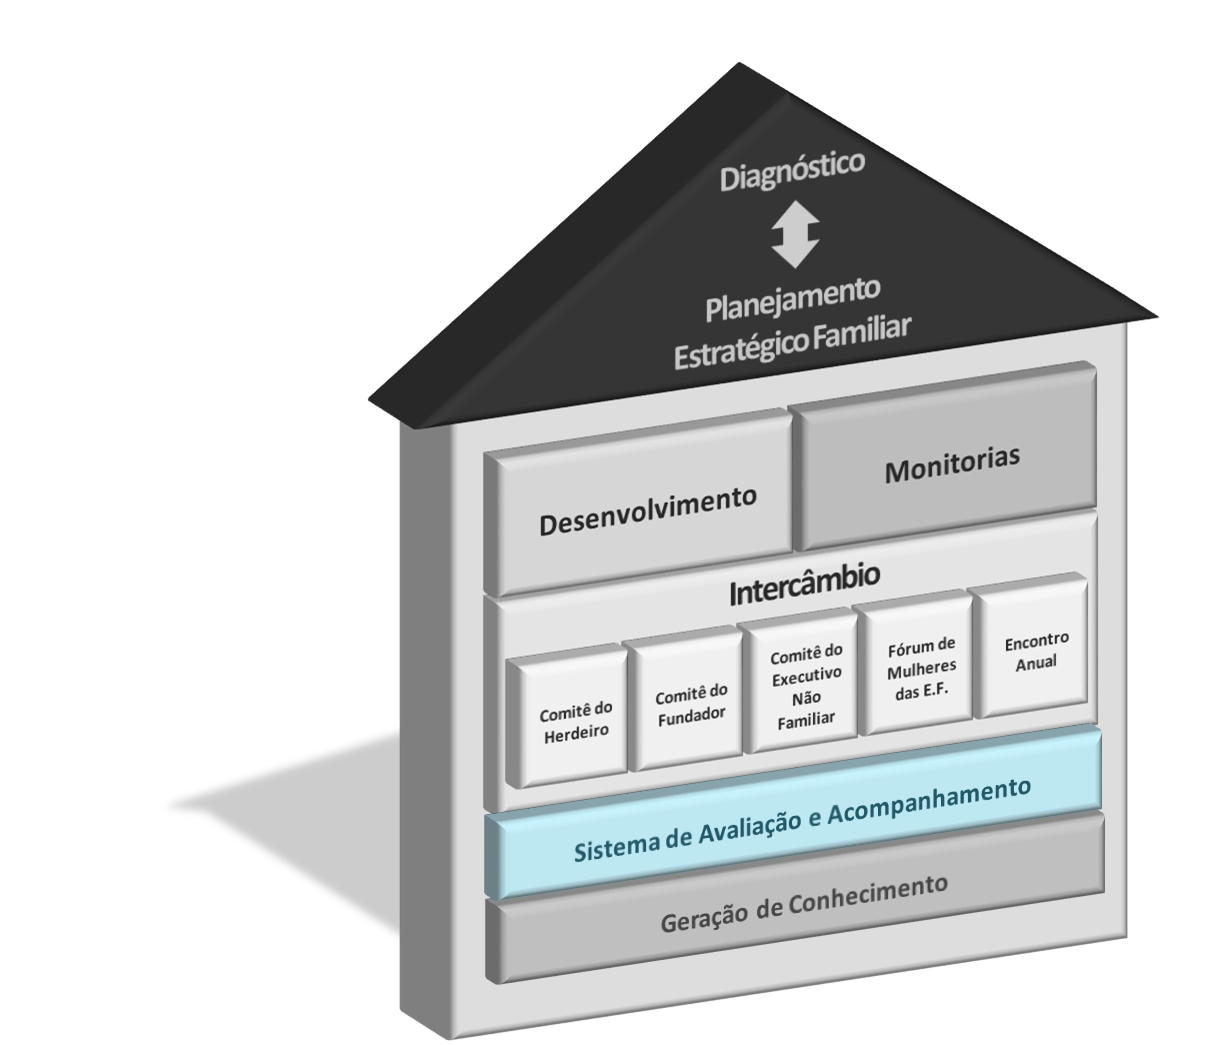 Diagnóstico
Planejamento
Estratégico Familiar
Desenvolvimento
Monitorias
Intercâmbio
Comitê do
Herdeiro
Comitê do
Fundador
Comitê do
Executivo
Não
Familiar
Fórum de
Mulheres
das E.F.
Encontro
Anual
Sistema de Avaliação e Acompanhamento
Geração de Conhecimento